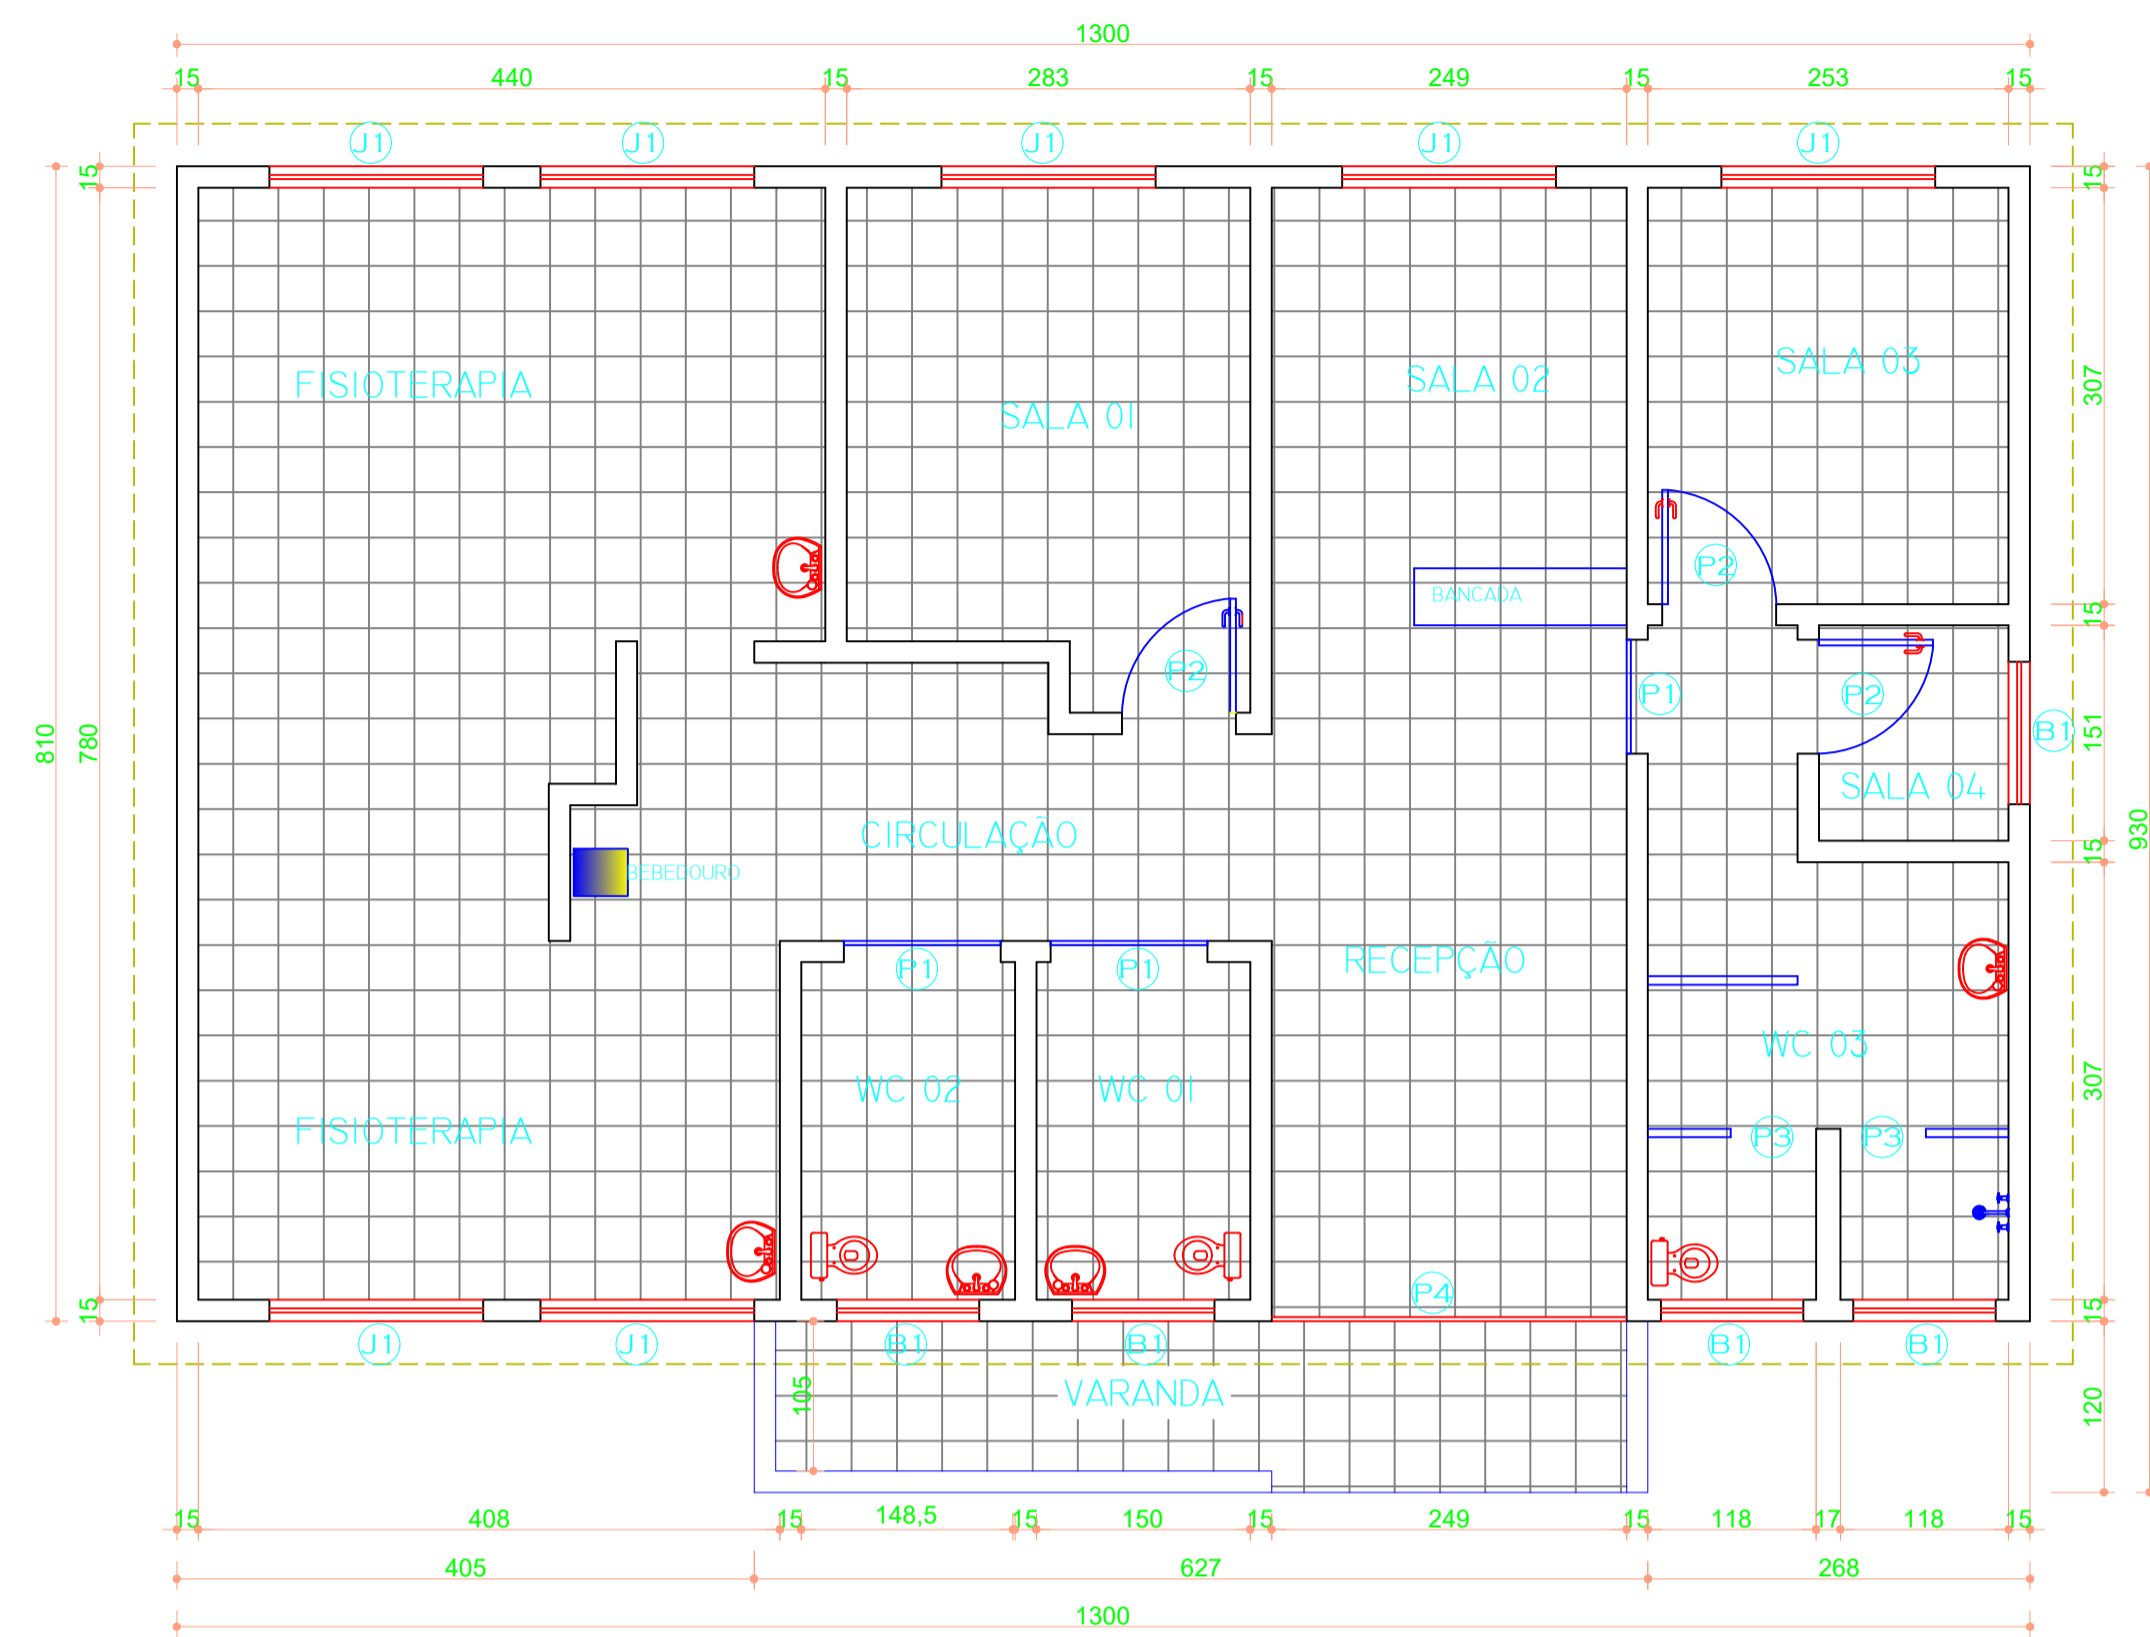 1300
15 440 15 283 15 249 15 253 15
J1 J1 J1 J1 J1
15 15
FISIOTERAPIA SALA 01 SALA 02 SALA 03
307
BANCADA
P2
15
P2 P1 P2
810 780 151 B1
SALA 04
CIRCULAÇÃO
930
15
BEBEDOURO
P1 P1 RECEPÇÃO
WC 03
WC 02 WC 01 307
FISIOTERAPIA
P3 P3
P4
15 15
J1 J1 B1 B1 B1 B1
105 VARANDA 120
15 408 15 148,5 15 150 15 249 15 118 17 118 15
405 627 268
1300